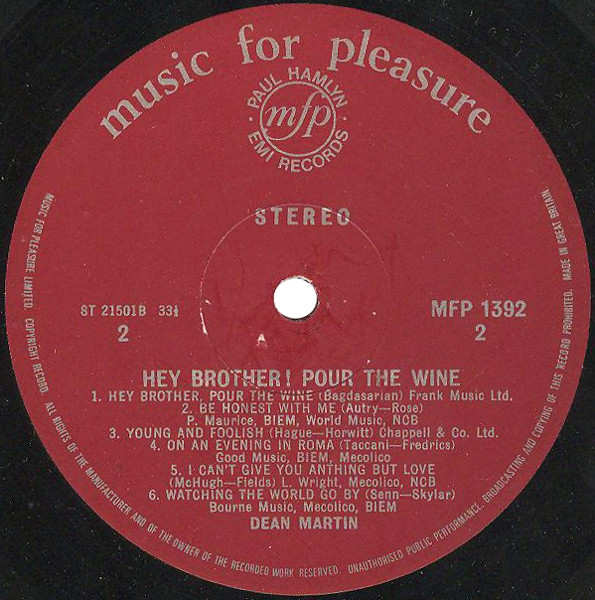 music for pleasure
PAUL HAMLYN
mfp
EMI RECORDS
STEREO
ST 21501B 33⅓
2
MFP 1392
2
HEY BROTHER! POUR THE WINE
1. HEY BROTHER, POUR THE WINE (Bagdasarian) Frank Music Ltd.
2. BE HONEST WITH ME (Autry—Rose)
P. Maurice, BIEM, World Music, NCB
3. YOUNG AND FOOLISH (Hague—Horwitt) Chappell & Co. Ltd.
4. ON AN EVENING IN ROMA (Taccani—Fredrics)
Good Music, BIEM, Mecolico
5. I CAN'T GIVE YOU ANTHING BUT LOVE
(McHugh—Fields) L. Wright, Mecolico, NCB
6. WATCHING THE WORLD GO BY (Senn—Skylar)
Bourne Music, Mecolico, BIEM
DEAN MARTIN
MUSIC FOR PLEASURE LIMITED. COPYRIGHT RECORD. ALL RIGHTS OF THE MANUFACTURER AND OF THE OWNER OF THE RECORDED WORK RESERVED. UNAUTHORISED PUBLIC PERFORMANCE, BROADCASTING AND COPYING OF THIS RECORD PROHIBITED. MADE IN GREAT BRITAIN.